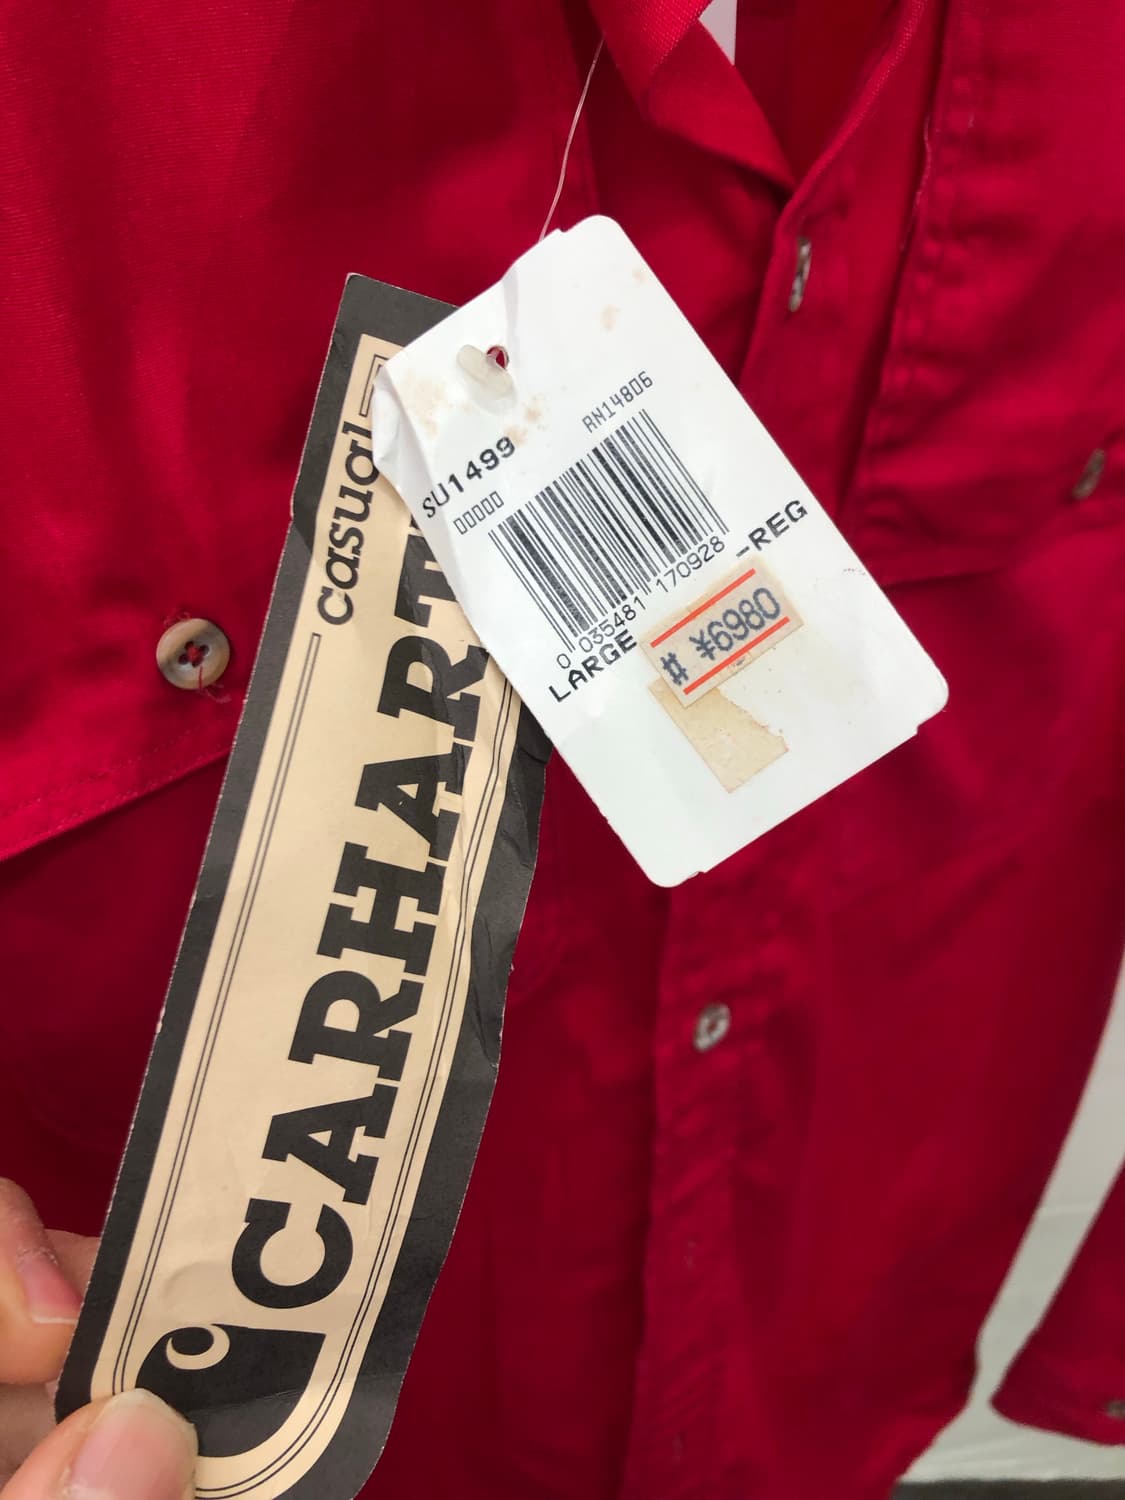 casual
CARHART
SU1499
RN14806
00000
0 035481 170928
LARGE -REG
# ¥6980